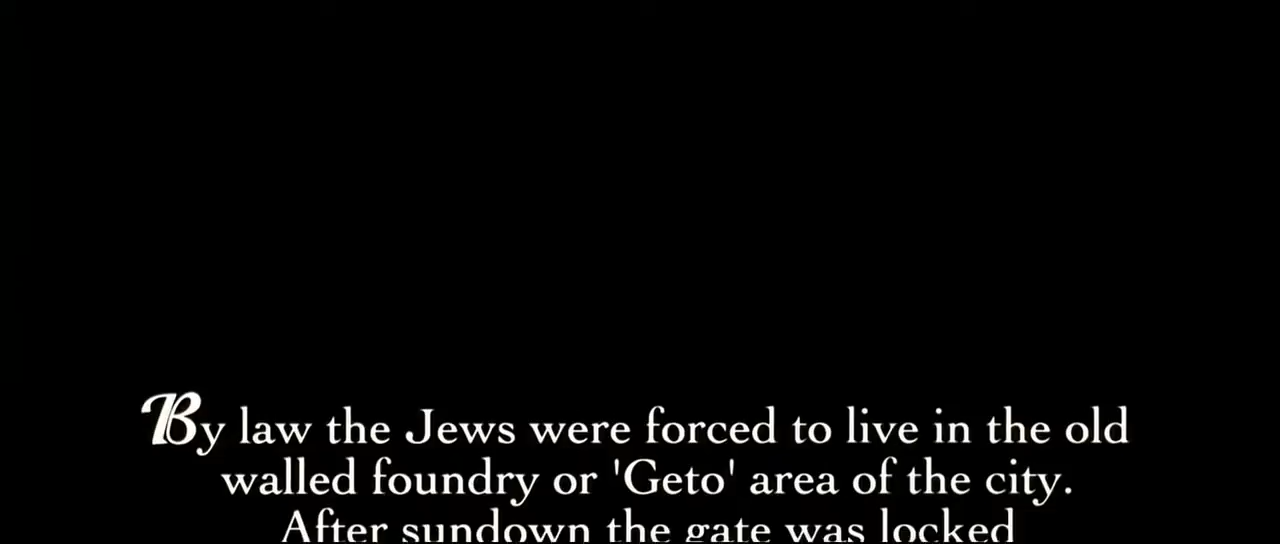 By law the Jews were forced to live in the old
walled foundry or 'Geto' area of the city.
After sundown the gate was locked